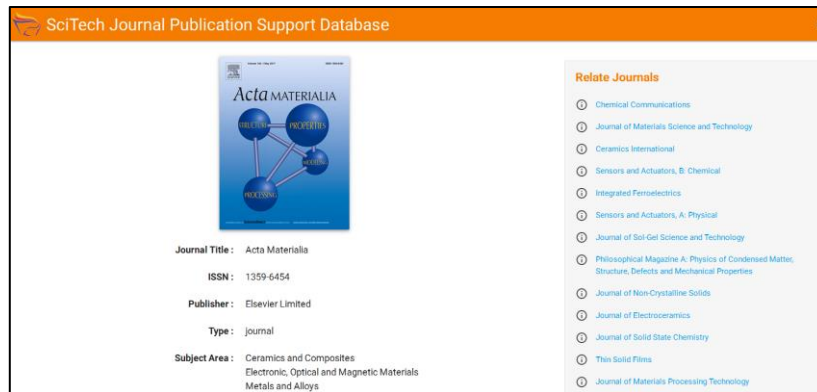 SciTech Journal Publication Support Database
Acta MATERIALIA
STRUCTURE
PROPERTIES
PROCESSING
Journal Title : Acta Materialia
ISSN : 1359-6454
Publisher : Elsevier Limited
Type : journal
Subject Area : Ceramics and Composites
Electronic, Optical and Magnetic Materials
Metals and Alloys
Relate Journals
Chemical Communications
Journal of Materials Science and Technology
Ceramics International
Sensors and Actuators, B: Chemical
Integrated Ferroelectrics
Sensors and Actuators, A: Physical
Journal of Sol-Gel Science and Technology
Philosophical Magazine A: Physics of Condensed Matter,
Structure, Defects and Mechanical Properties
Journal of Non-Crystalline Solids
Journal of Electroceramics
Journal of Solid State Chemistry
Thin Solid Films
Journal of Materials Processing Technology